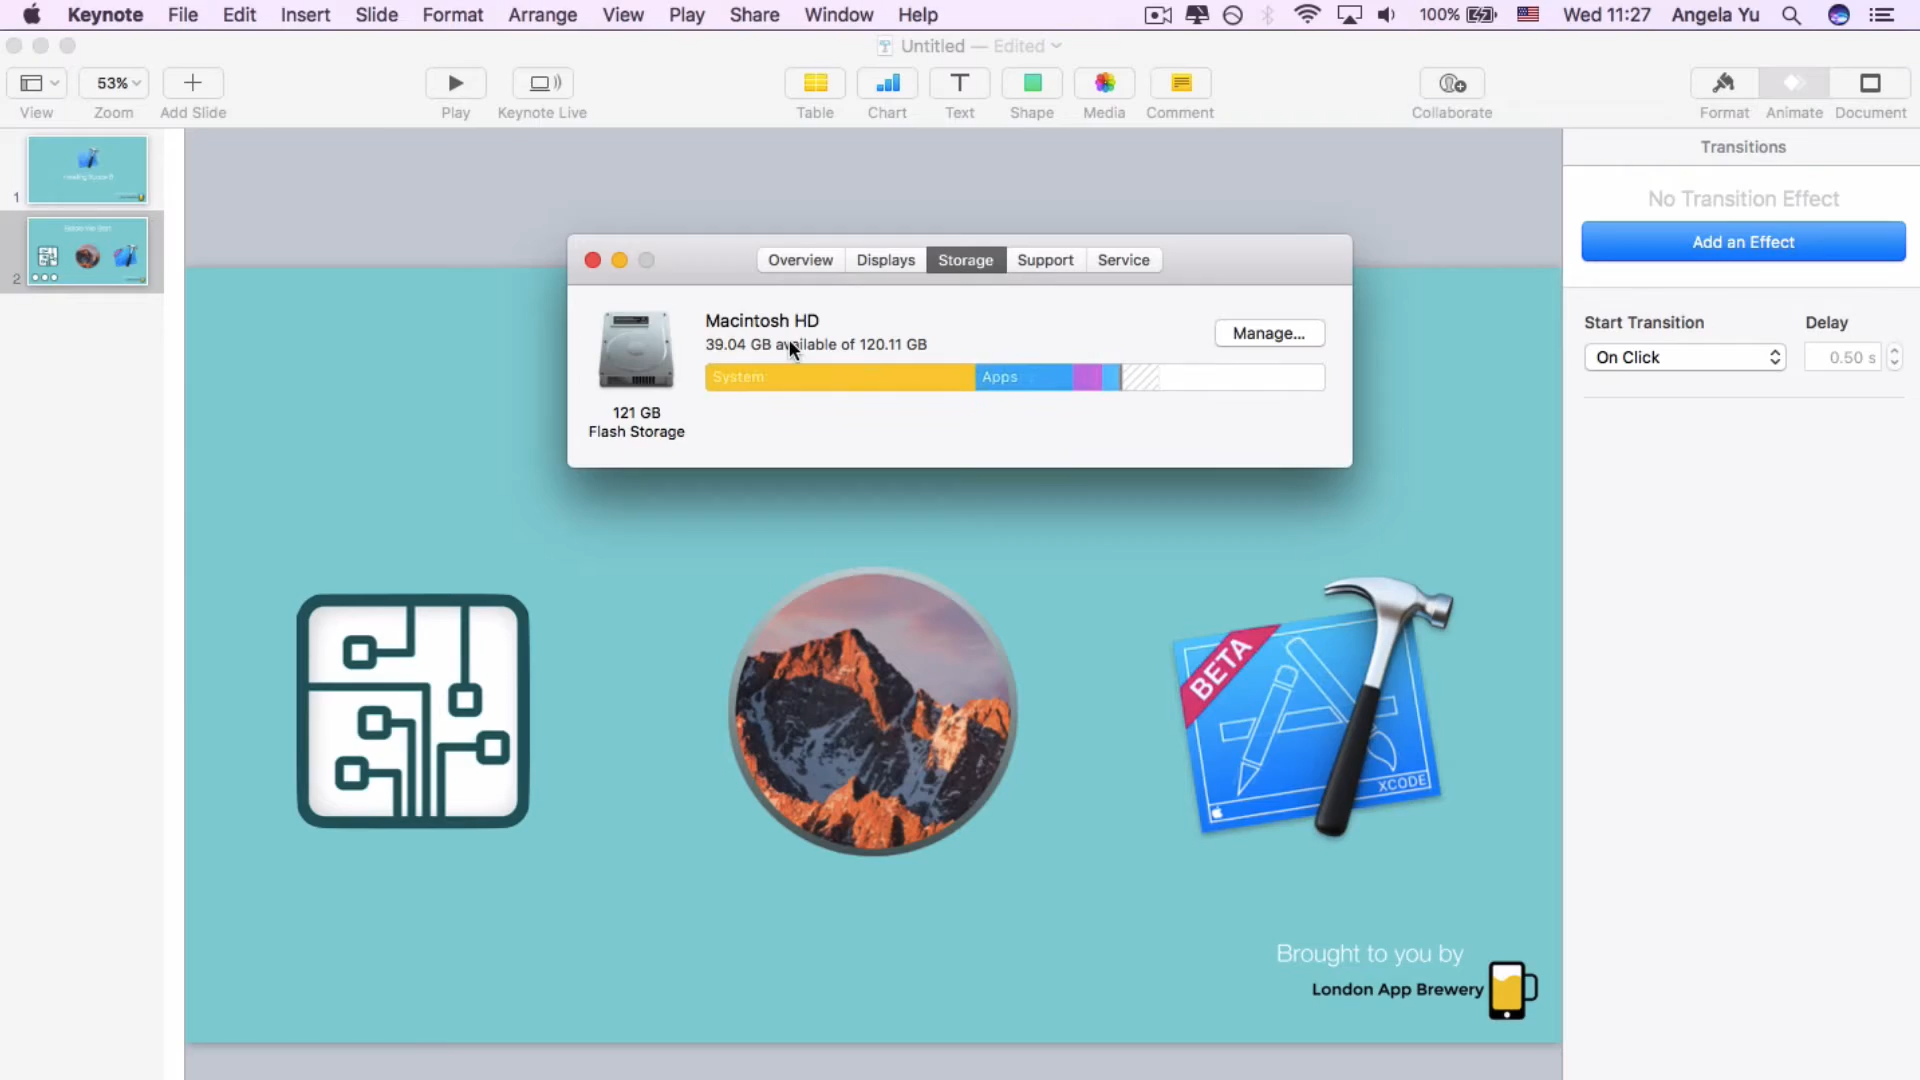 Keynote File Edit Insert Slide Format Arrange View Play Share Window Help 100% Wed 11:27 Angela Yu
Untitled — Edited
53%
View Zoom Add Slide Play Keynote Live Table Chart Text Shape Media Comment Collaborate Format Animate Document
Transitions
No Transition Effect
Add an Effect
Start Transition Delay
On Click 0.50 s
1
2
Before We Start
Overview Displays Storage Support Service
Macintosh HD
39.04 GB available of 120.11 GB
Manage...
System Apps
121 GB
Flash Storage
BETA
XCODE
Brought to you by
London App Brewery